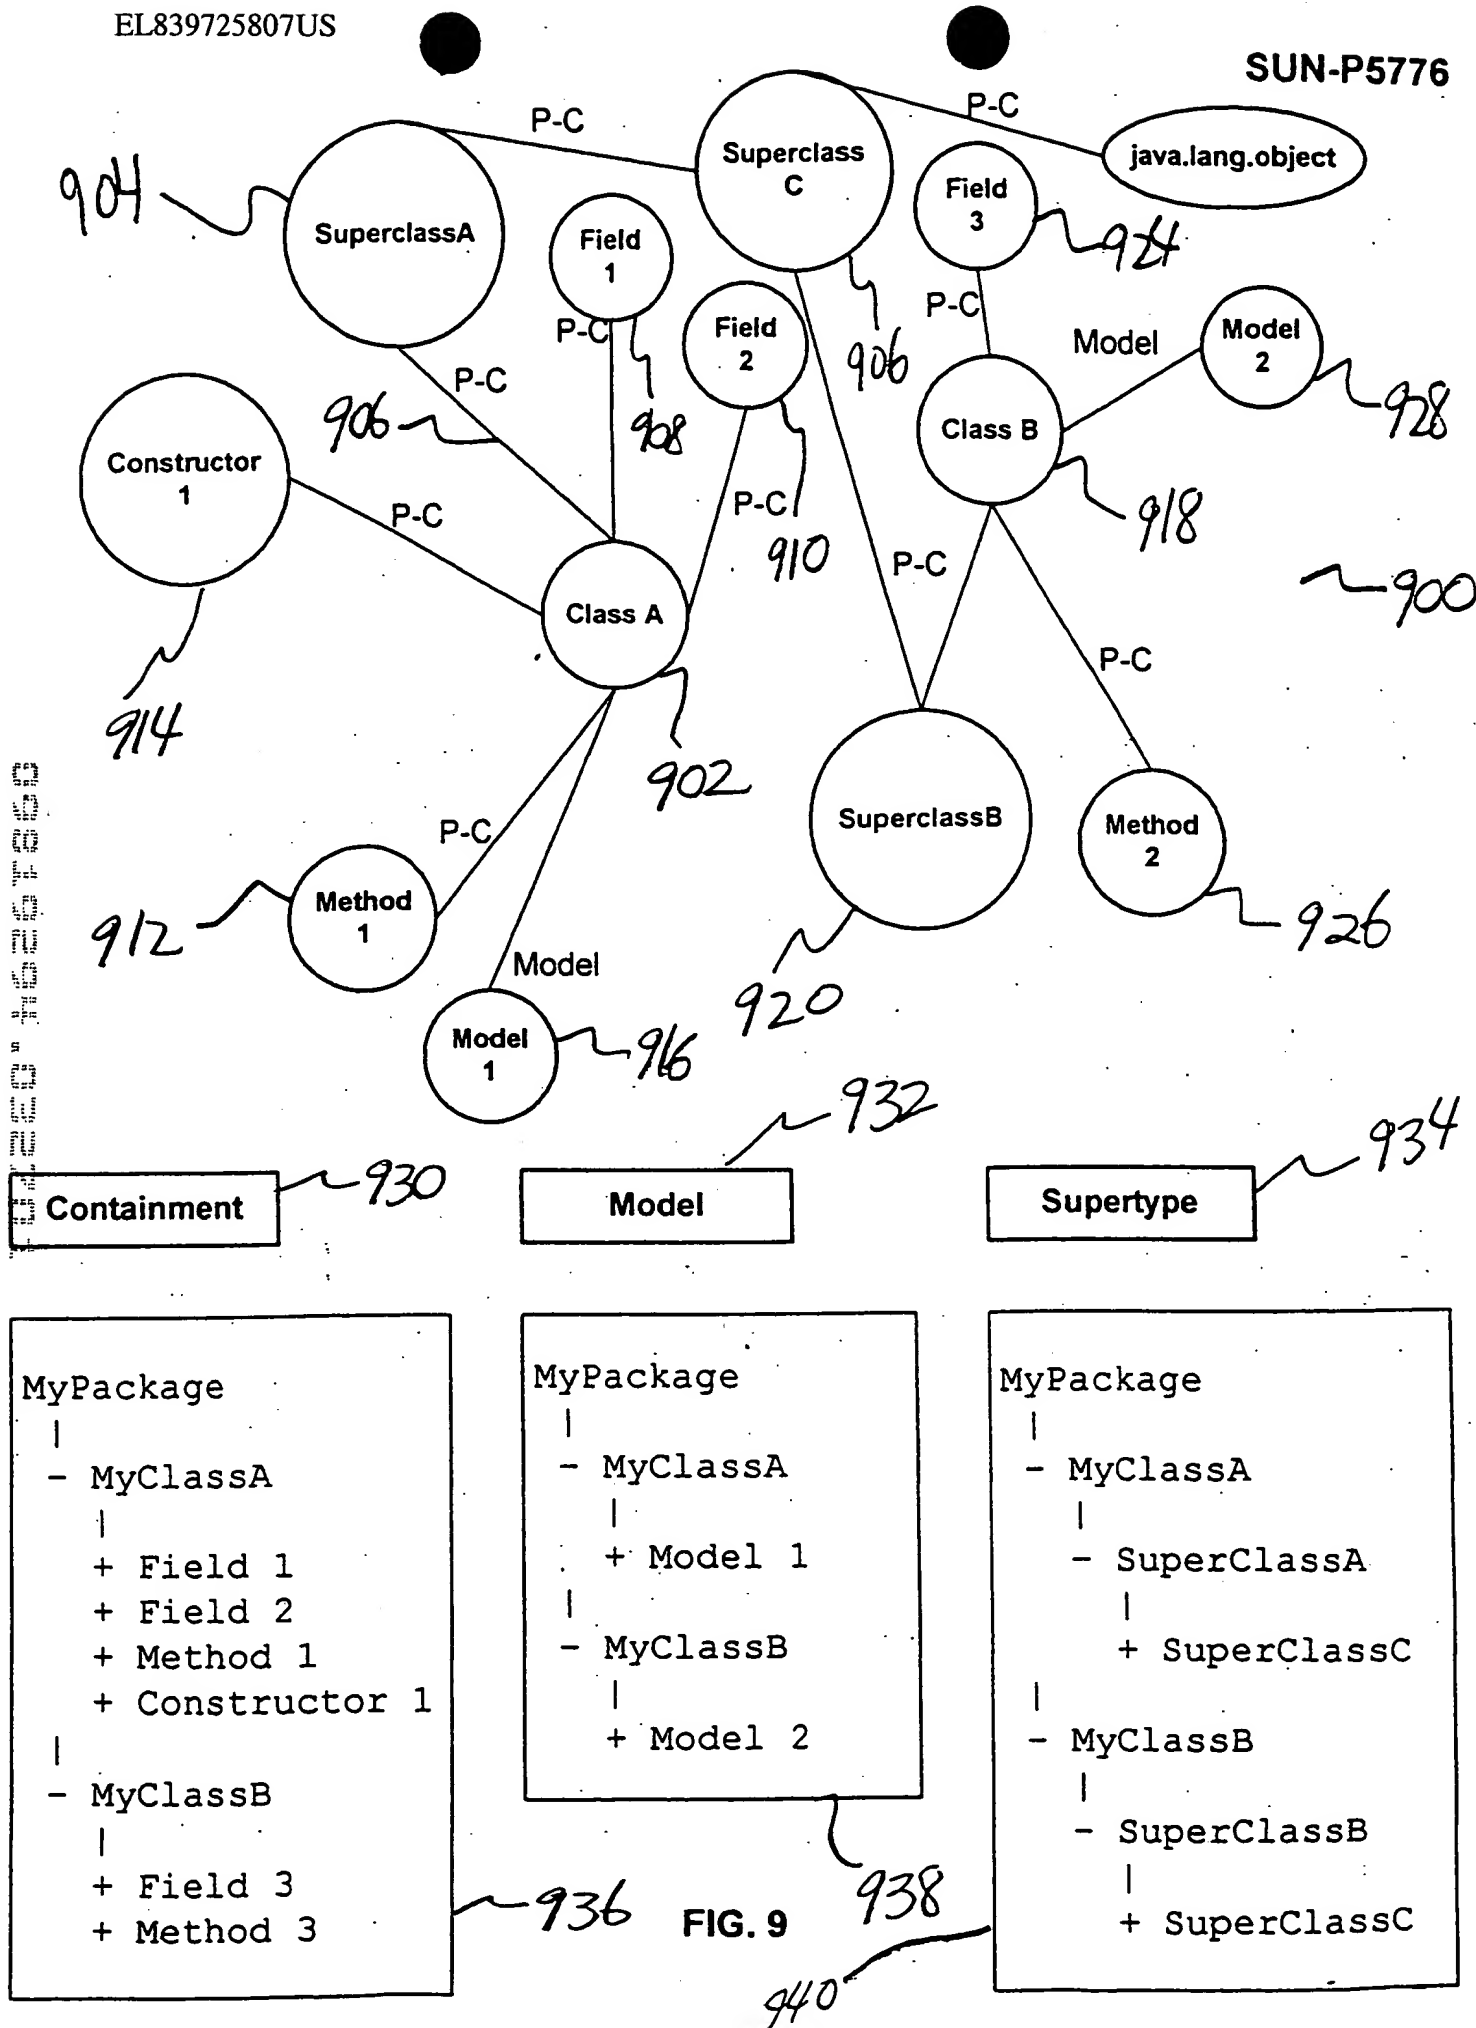 EL839725807US
SUN-P5776
P-C
P-C
java.lang.object
Superclass
C
Field
3
904
SuperclassA
Field
1
924
P-C
P-C
Field
2
906
Model
Model
2
928
P-C
906
908
Class B
Constructor
1
P-C
P-C
910
918
P-C
900
Class A
P-C
914
902
SuperclassB
Method
2
P-C
Method
1
912
926
Model
920
Model
1
916
932
934
930
Containment
Model
Supertype
MyPackage
|
- MyClassA
|
+ Field 1
+ Field 2
+ Method 1
+ Constructor 1
|
- MyClassB
|
+ Field 3
+ Method 3
936
MyPackage
|
- MyClassA
|
+ Model 1
|
- MyClassB
|
+ Model 2
938
MyPackage
|
- MyClassA
|
- SuperClassA
|
+ SuperClassC
|
- MyClassB
|
- SuperClassB
|
+ SuperClassC
940
FIG. 9